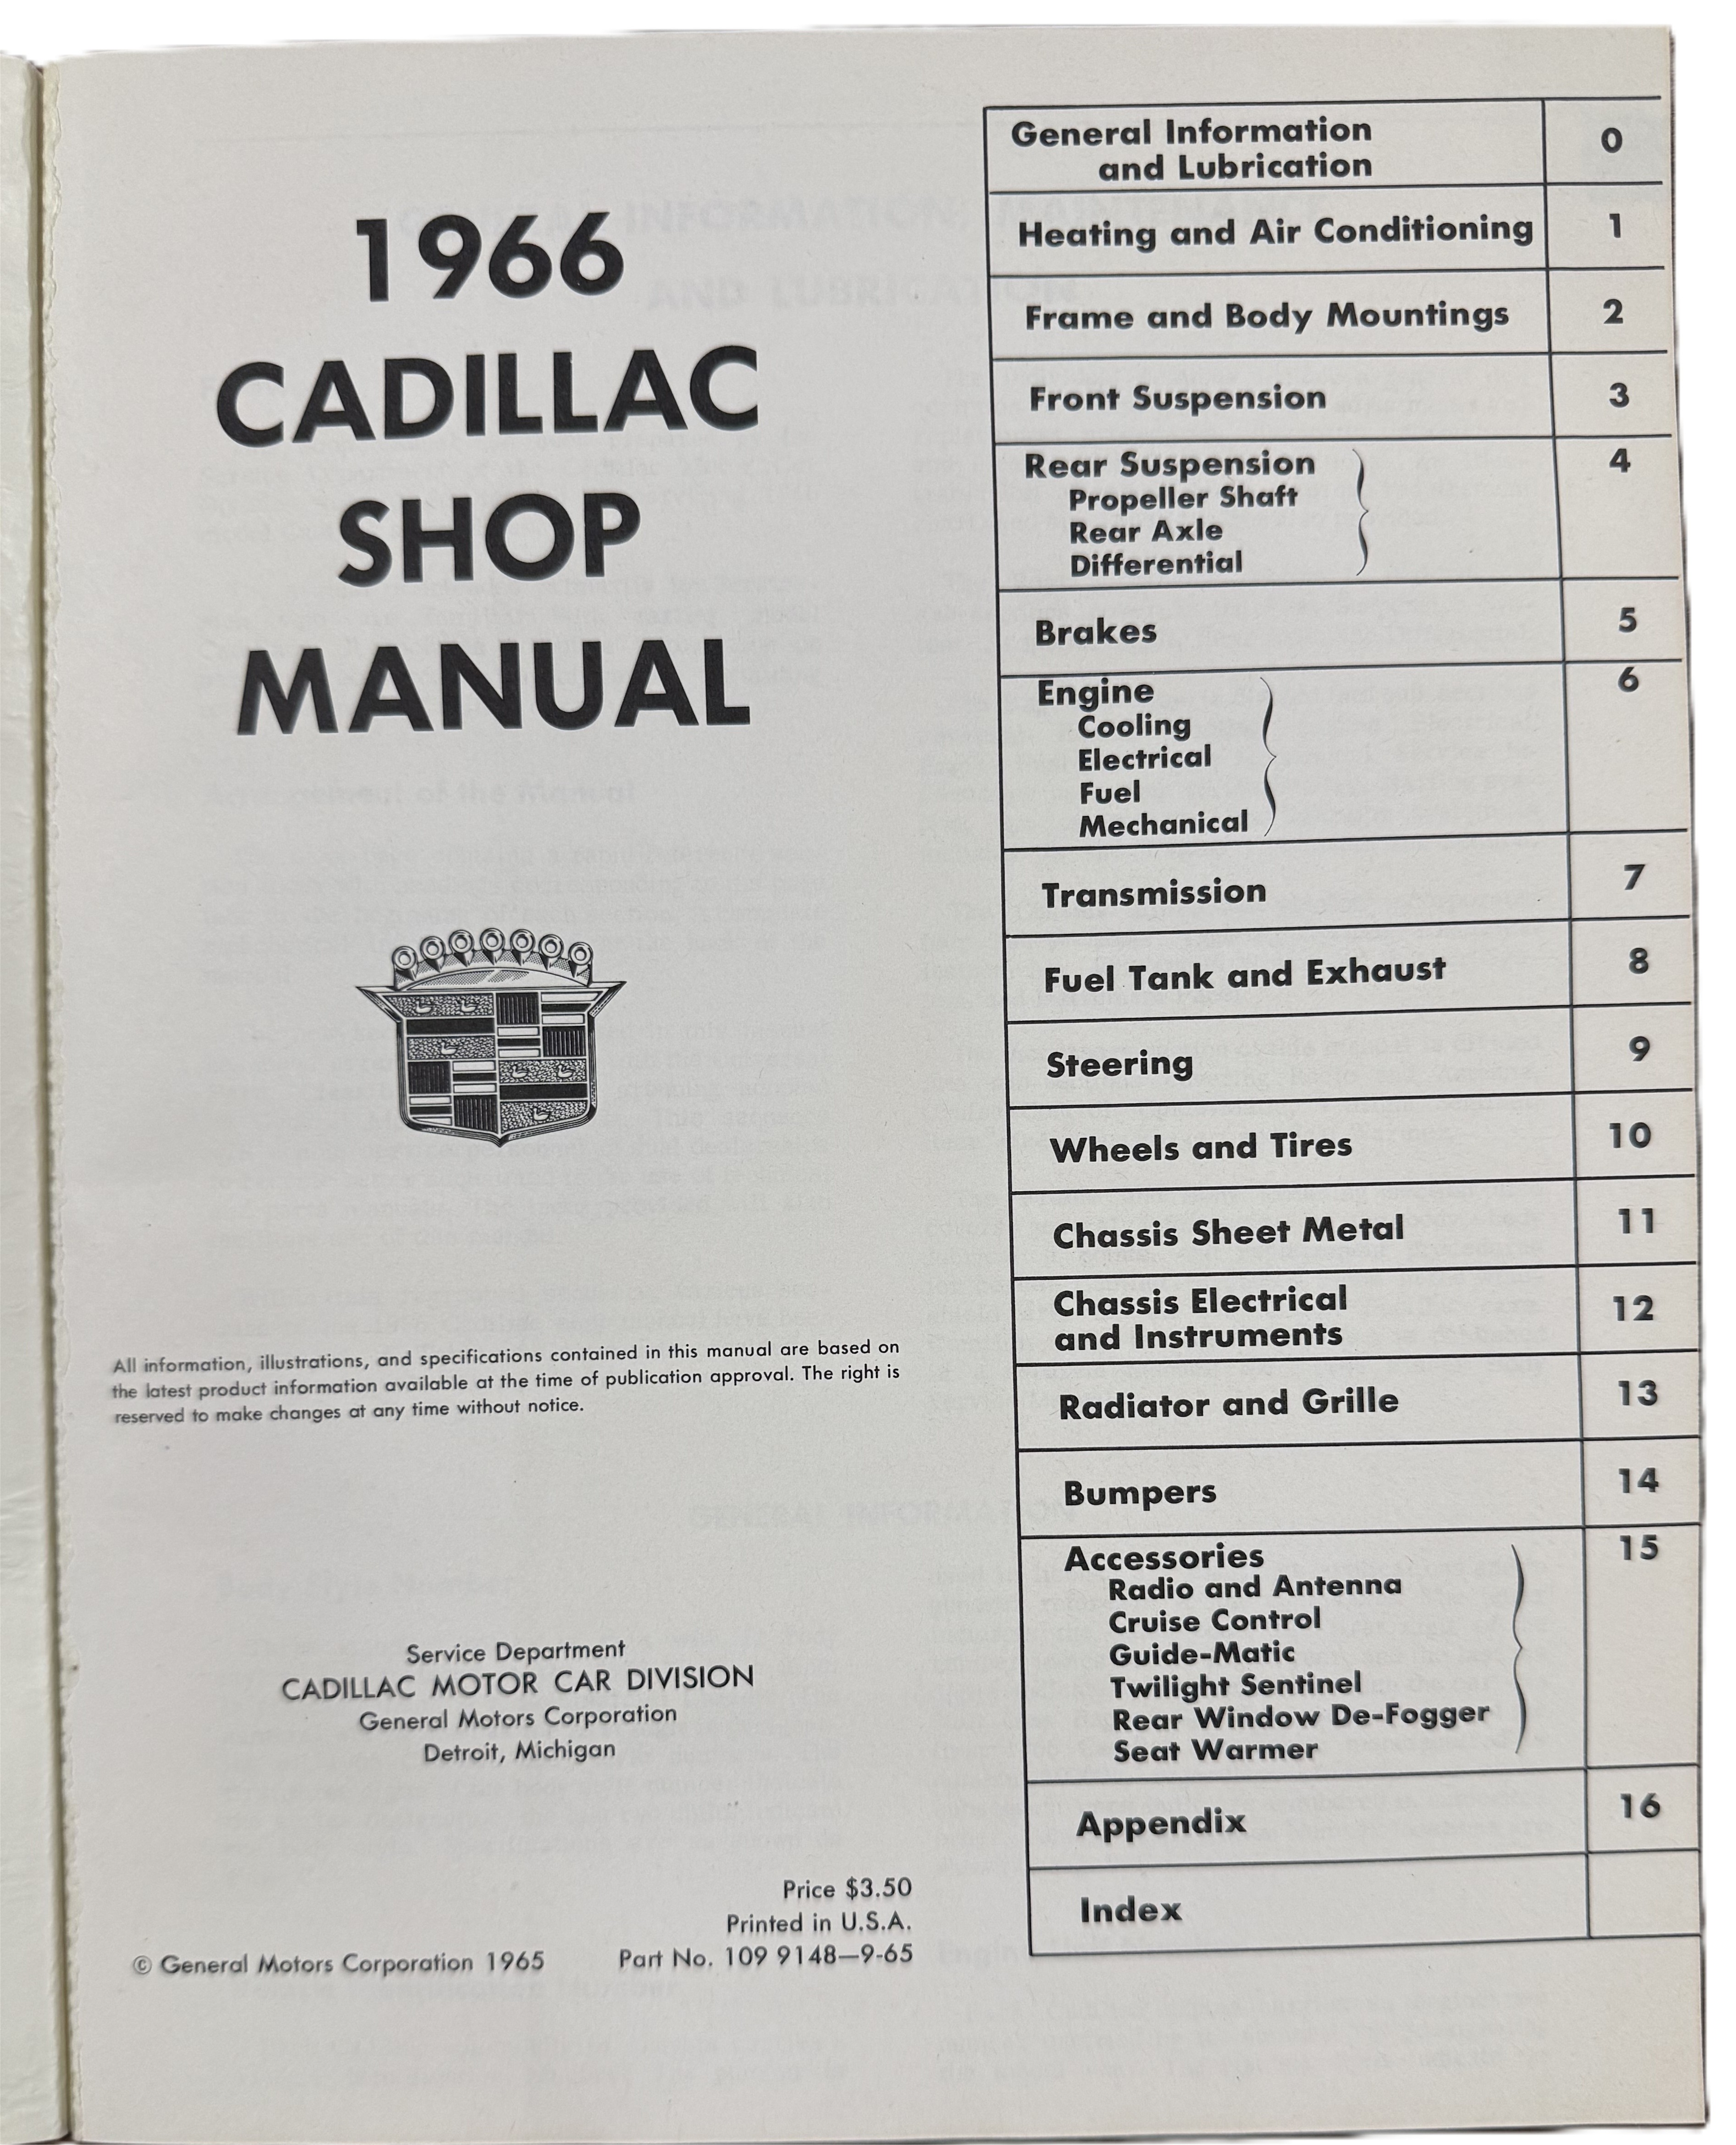 1966
CADILLAC
SHOP
MANUAL
All information, illustrations, and specifications contained in this manual are based on
the latest product information available at the time of publication approval. The right is
reserved to make changes at any time without notice.
Service Department
CADILLAC MOTOR CAR DIVISION
General Motors Corporation
Detroit, Michigan
Price $3.50
Printed in U.S.A.
© General Motors Corporation 1965 Part No. 109 9148—9-65
General Information
and Lubrication 0
Heating and Air Conditioning 1
Frame and Body Mountings 2
Front Suspension 3
Rear Suspension 4
Propeller Shaft
Rear Axle
Differential
Brakes 5
Engine 6
Cooling
Electrical
Fuel
Mechanical
Transmission 7
Fuel Tank and Exhaust 8
Steering 9
Wheels and Tires 10
Chassis Sheet Metal 11
Chassis Electrical
and Instruments 12
Radiator and Grille 13
Bumpers 14
Accessories 15
Radio and Antenna
Cruise Control
Guide-Matic
Twilight Sentinel
Rear Window De-Fogger
Seat Warmer
Appendix 16
Index